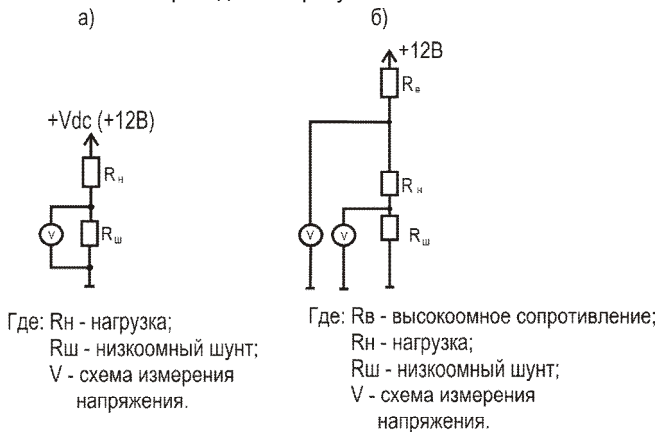 а)
б)
+12В
Rв
+Vdc (+12В)
Rн
V
Rш
Rн
V
V
Rш
Где: Rн - нагрузка;
Rш - низкоомный шунт;
V - схема измерения
напряжения.
Где: Rв - высокоомное сопротивление;
Rн - нагрузка;
Rш - низкоомный шунт;
V - схема измерения
напряжения.